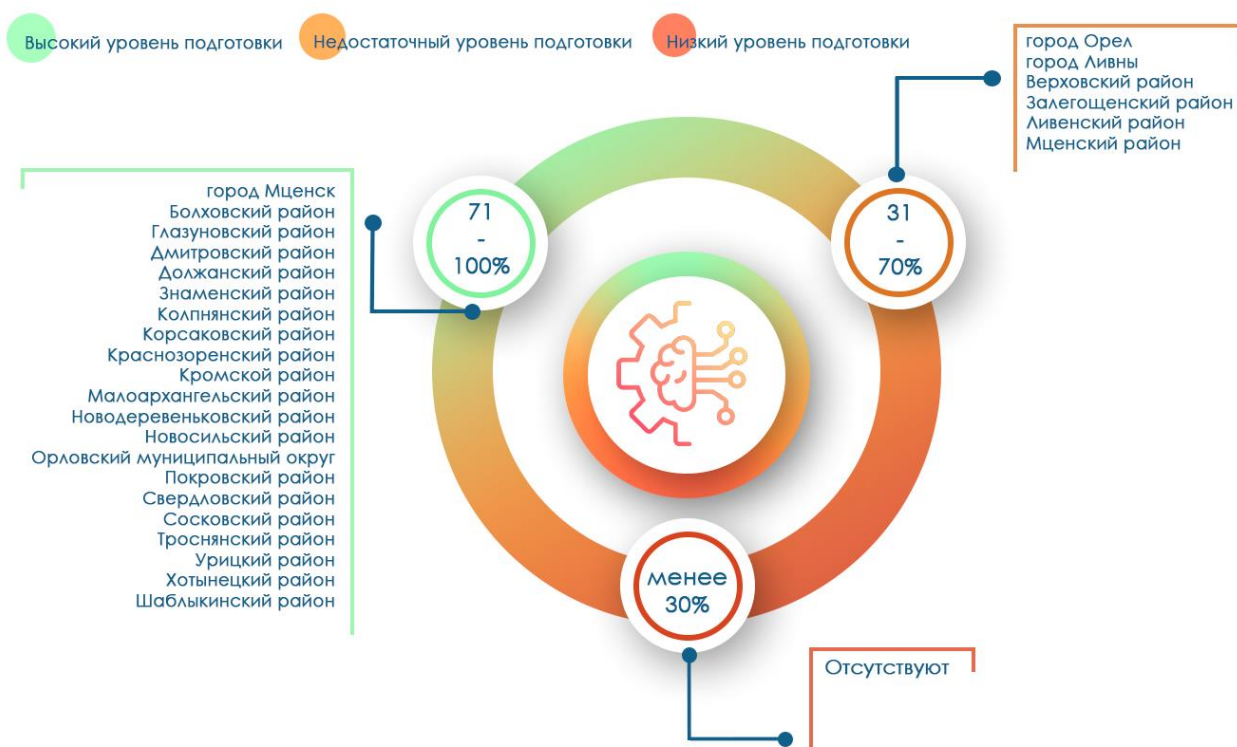 Высокий уровень подготовки
Недостаточный уровень подготовки
Низкий уровень подготовки
город Орел
город Ливны
Верховский район
Залегощенский район
Ливенский район
Мценский район
город Мценск
Болховский район
Глазуновский район
Дмитровский район
Должанский район
Знаменский район
Колпнянский район
Корсаковский район
Краснозоренский район
Кромской район
Малоархангельский район
Новодеревеньковский район
Новосильский район
Орловский муниципальный округ
Покровский район
Свердловский район
Сосковский район
Троснянский район
Урицкий район
Хотынецкий район
Шаблыкинский район
71
-
100%
31
-
70%
менее
30%
Отсутствуют